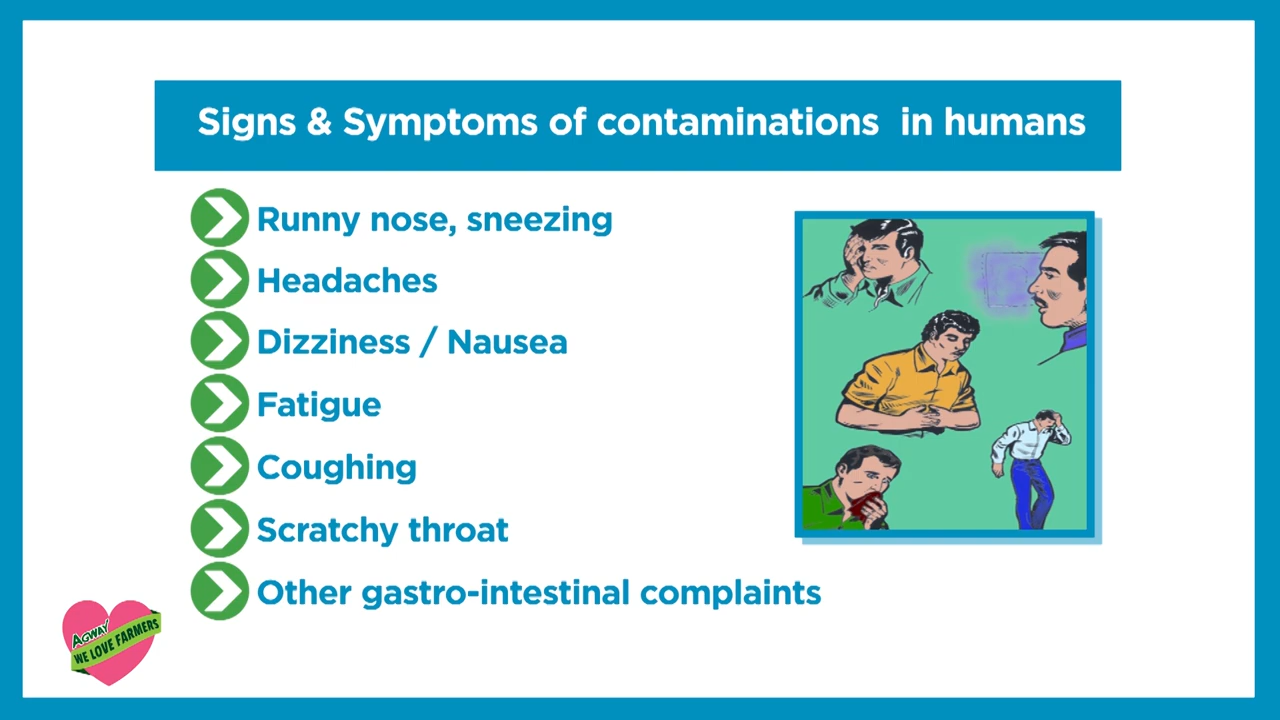 Signs & Symptoms of contaminations in humans
Runny nose, sneezing
Headaches
Dizziness / Nausea
Fatigue
Coughing
Scratchy throat
Other gastro-intestinal complaints
AGWAY
WE LOVE FARMERS